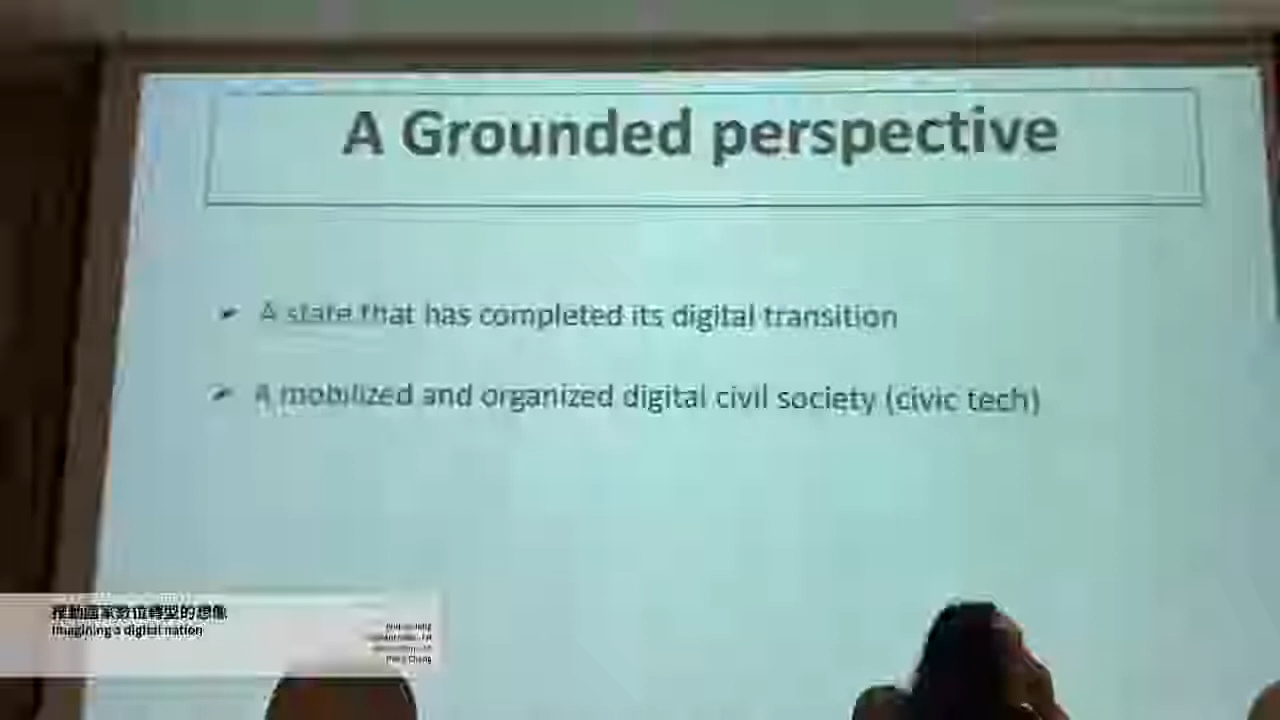 A Grounded perspective
A state that has completed its digital transition
A mobilized and organized digital civil society (civic tech)
推動國家數位轉型的想像
Imagining a digital nation
Chang